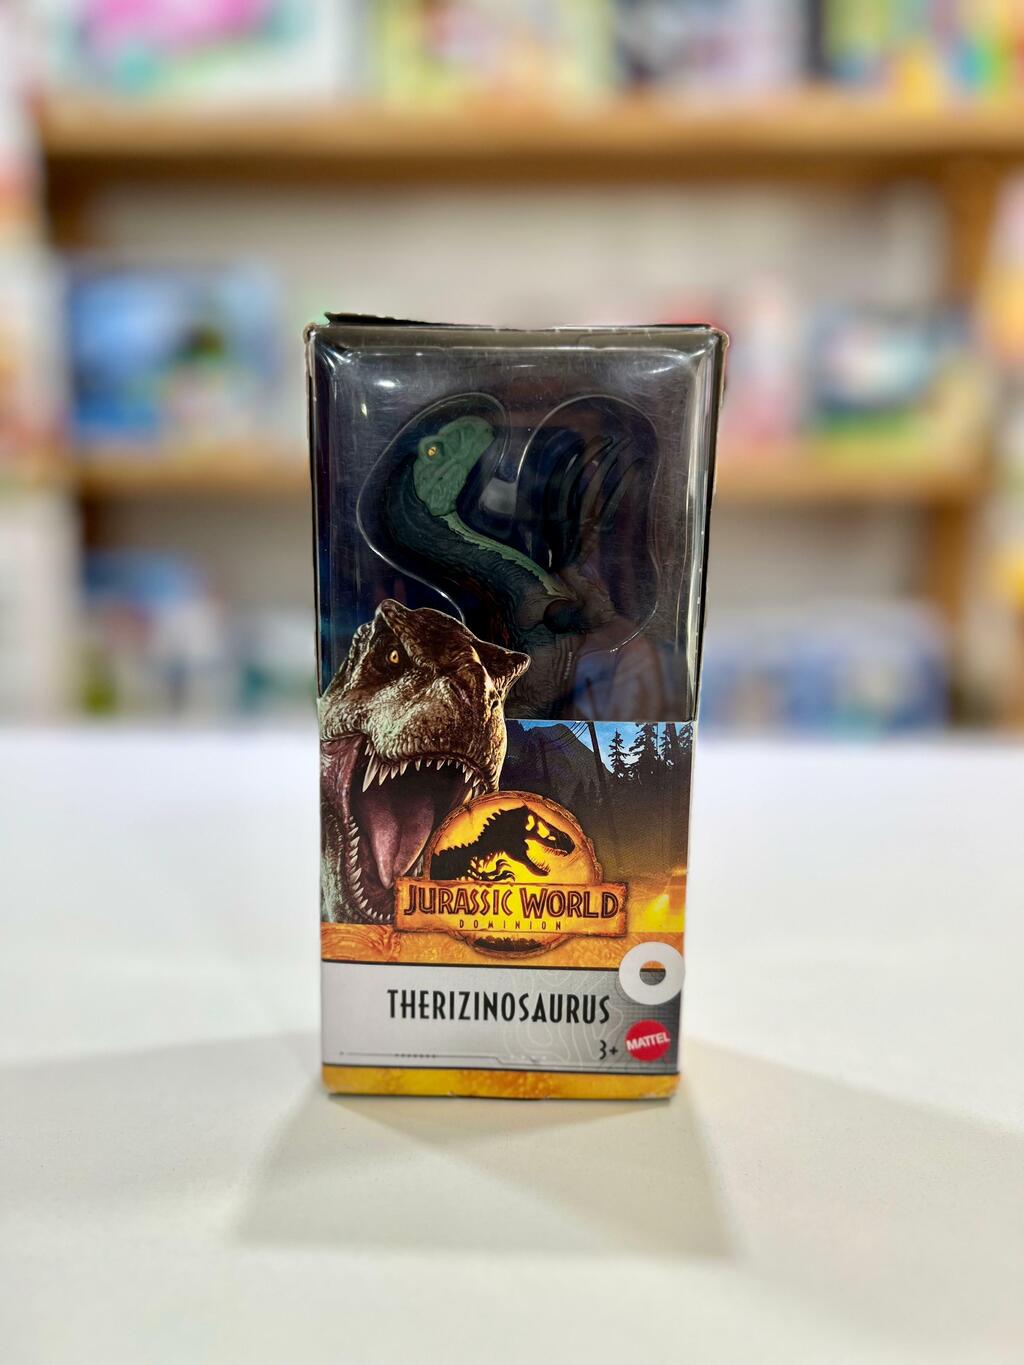 JURASSIC WORLD
DOMINION
THERIZINOSAURUS
3+
MATTEL